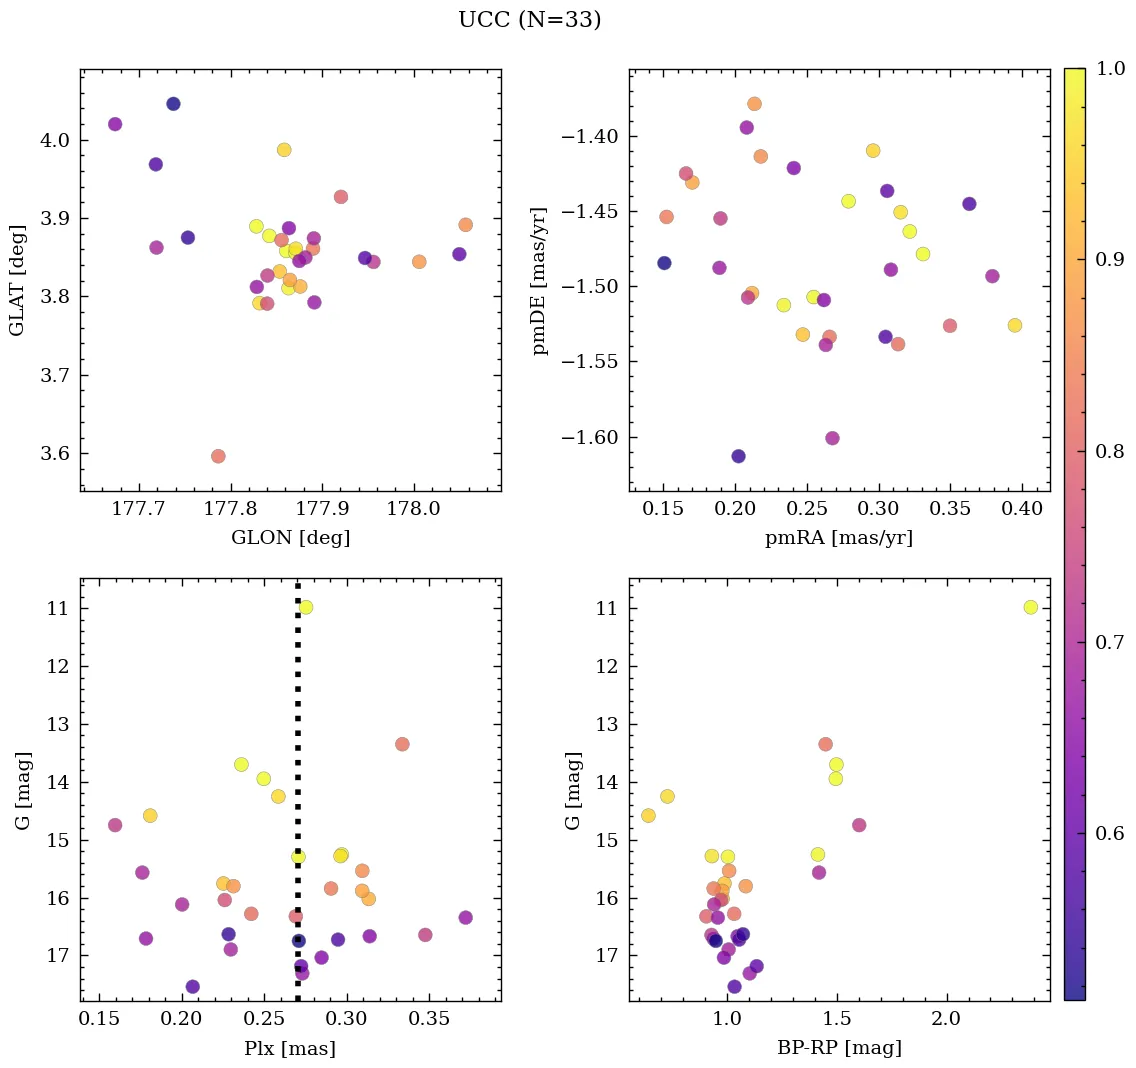 UCC (N=33)
4.0
3.9
3.8
3.7
3.6
GLAT [deg]
177.7 177.8 177.9 178.0
GLON [deg]
−1.40
−1.45
−1.50
−1.55
−1.60
pmDE [mas/yr]
0.15 0.20 0.25 0.30 0.35 0.40
pmRA [mas/yr]
1.0
0.9
0.8
0.7
0.6
11
12
13
14
15
16
17
G [mag]
0.15 0.20 0.25 0.30 0.35
Plx [mas]
11
12
13
14
15
16
17
G [mag]
1.0 1.5 2.0
BP-RP [mag]